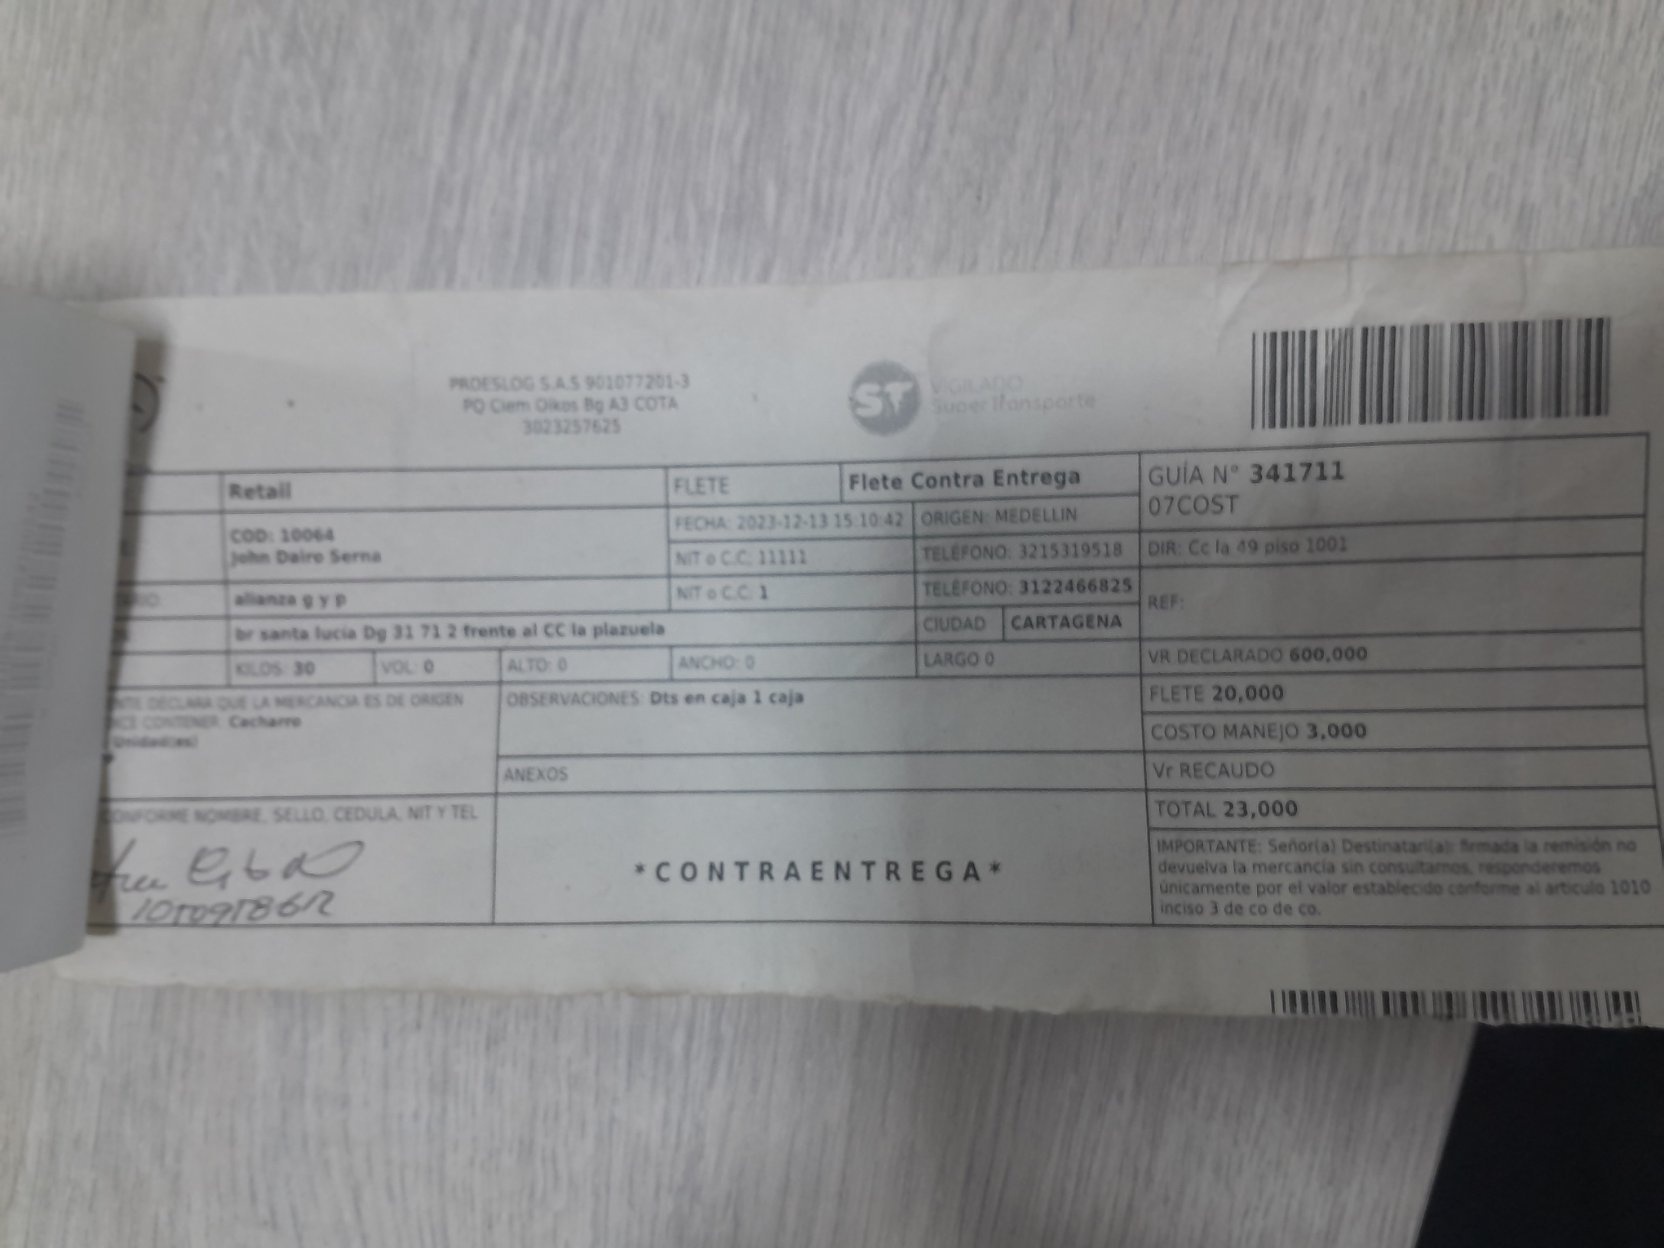 PROESLOG S.A.S 901077201-3
PQ Ciem Oikos Bg A3 COTA
3023257625
ST VIGILADO
SuperTransporte
Retail FLETE Flete Contra Entrega GUÍA N° 341711
07COST
COD: 10064
John Dairo Serna
FECHA: 2023-12-13 15:10:42 ORIGEN: MEDELLIN
NIT o C.C: 11111 TELÉFONO: 3215319518 DIR: Cc la 49 piso 1001
alianza g y p NIT o C.C: 1 TELÉFONO: 3122466825 REF:
br santa lucia Dg 31 71 2 frente al CC la plazuela CIUDAD CARTAGENA
KILOS: 30 VOL: 0 ALTO: 0 ANCHO: 0 LARGO 0 VR DECLARADO 600,000
DECLARA QUE LA MERCANCIA ES DE ORIGEN
CONTENER: Cacharro
Unidad(es)
OBSERVACIONES: Dts en caja 1 caja
FLETE 20,000
COSTO MANEJO 3,000
ANEXOS Vr RECAUDO
CONFORME NOMBRE, SELLO, CEDULA, NIT Y TEL
TOTAL 23,000
*CONTRAENTREGA*
IMPORTANTE: Señor(a) Destinatari(a): firmada la remisión no
devuelva la mercancía sin consultarnos, responderemos
únicamente por el valor establecido conforme al articulo 1010
inciso 3 de co de co.